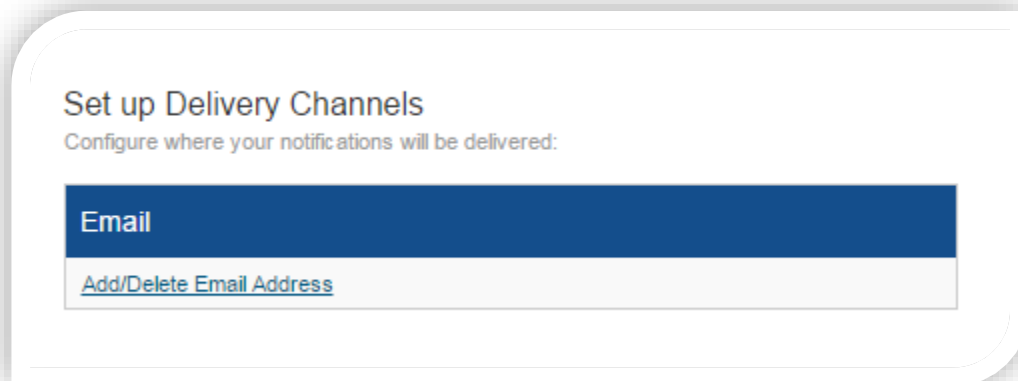 Set up Delivery Channels
Configure where your notifications will be delivered:
Email
Add/Delete Email Address